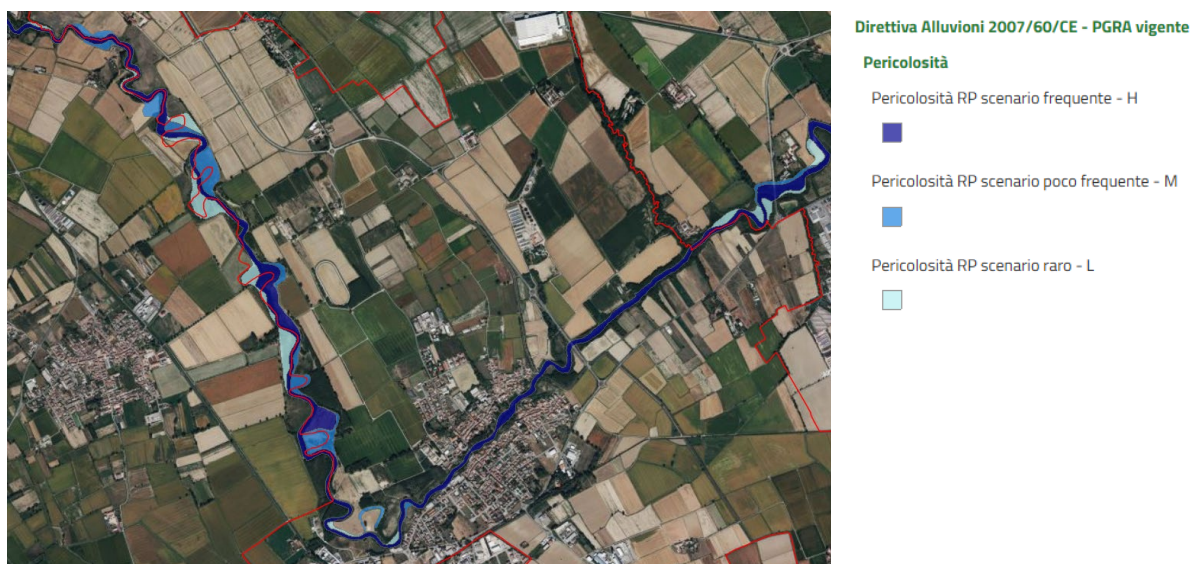 Direttiva Alluvioni 2007/60/CE - PGRA vigente
Pericolosità
Pericolosità RP scenario frequente - H
Pericolosità RP scenario poco frequente - M
Pericolosità RP scenario raro - L